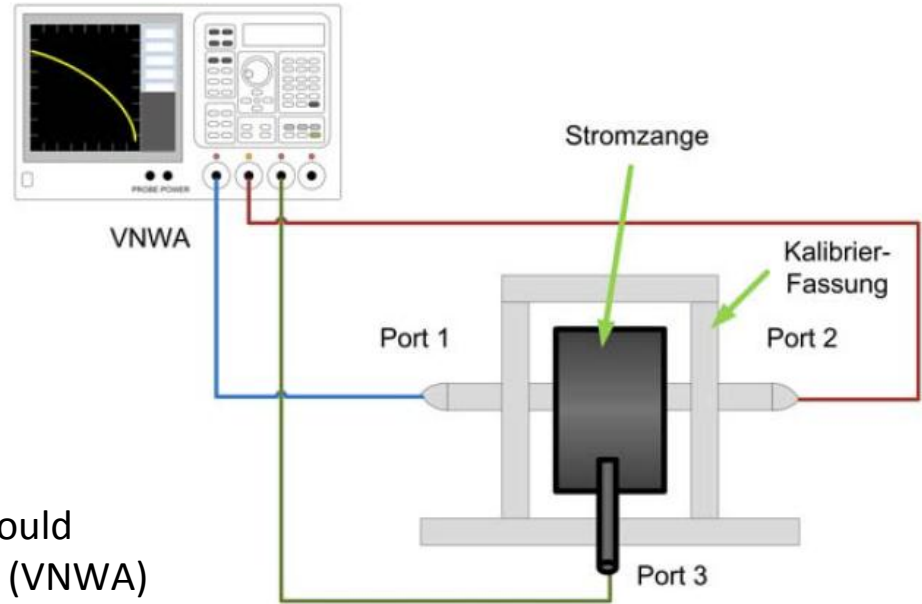 PROBE POWER
VNWA
Stromzange
Kalibrier-
Fassung
Port 1
Port 2
Port 3
ould
(VNWA)